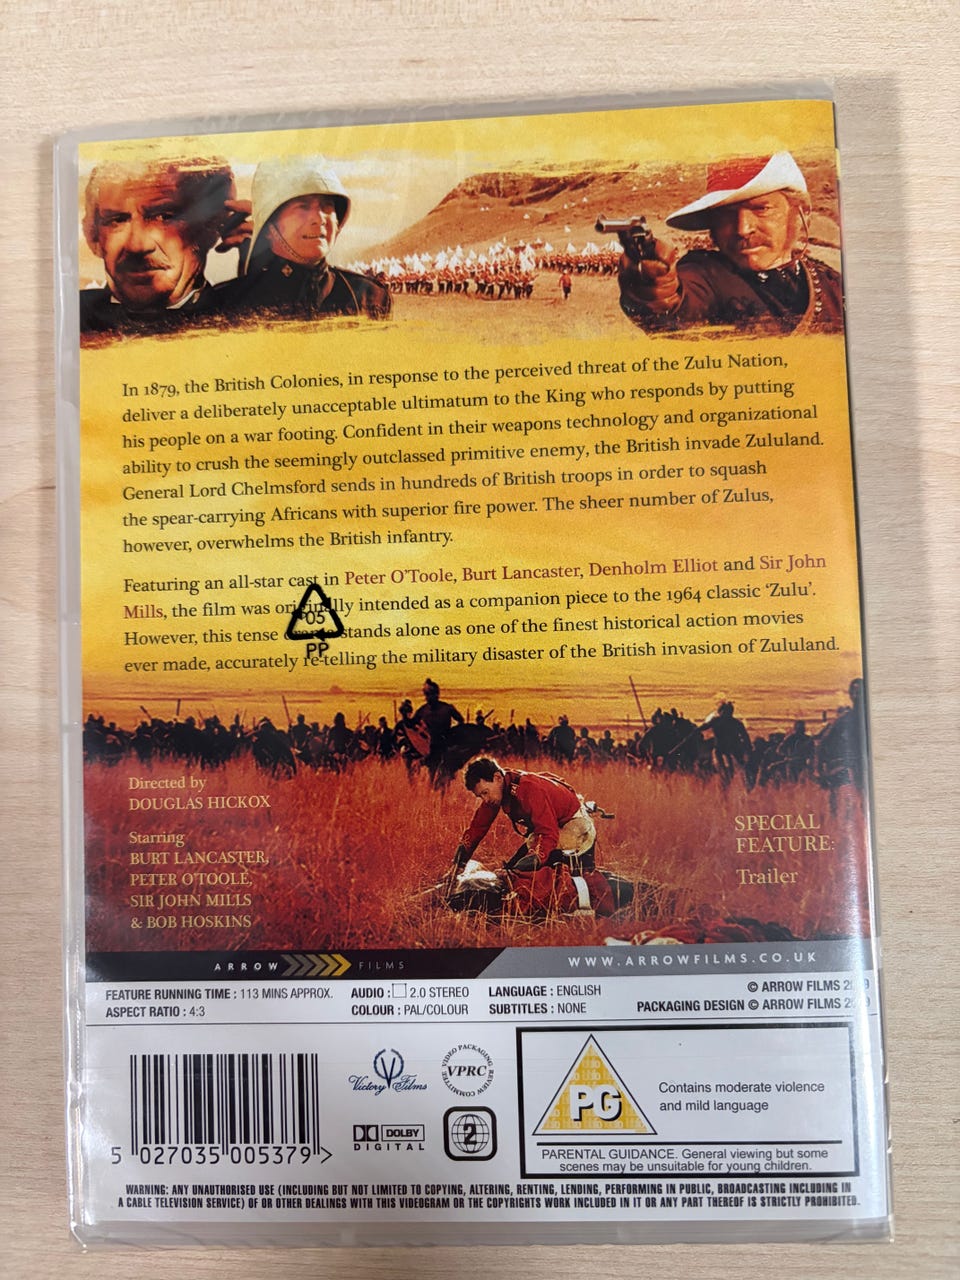 In 1879, the British Colonies, in response to the perceived threat of the Zulu Nation,
deliver a deliberately unacceptable ultimatum to the King who responds by putting
his people on a war footing. Confident in their weapons technology and organizational
ability to crush the seemingly outclassed primitive enemy, the British invade Zululand.
General Lord Chelmsford sends in hundreds of British troops in order to squash
the spear-carrying Africans with superior fire power. The sheer number of Zulus,
however, overwhelms the British infantry.
Featuring an all-star cast in Peter O'Toole, Burt Lancaster, Denholm Elliot and Sir John
Mills, the film was originally intended as a companion piece to the 1964 classic 'Zulu'.
However, this tense drama stands alone as one of the finest historical action movies
ever made, accurately re-telling the military disaster of the British invasion of Zululand.
05
PP
Directed by
DOUGLAS HICKOX
Starring
BURT LANCASTER,
PETER O'TOOLE,
SIR JOHN MILLS
& BOB HOSKINS
SPECIAL
FEATURE:
Trailer
ARROW FILMS
WWW.ARROWFILMS.CO.UK
FEATURE RUNNING TIME : 113 MINS APPROX.
ASPECT RATIO : 4:3
AUDIO : 2.0 STEREO
COLOUR : PAL/COLOUR
LANGUAGE : ENGLISH
SUBTITLES : NONE
© ARROW FILMS
PACKAGING DESIGN © ARROW FILMS
5 027035 005379 >
Victory Films
VIDEO PACKAGING REVIEW COMMITTEE
VPRC
DOLBY
DIGITAL
2
PG
Contains moderate violence
and mild language
PARENTAL GUIDANCE. General viewing but some
scenes may be unsuitable for young children.
WARNING: ANY UNAUTHORISED USE (INCLUDING BUT NOT LIMITED TO COPYING, ALTERING, RENTING, LENDING, PERFORMING IN PUBLIC, BROADCASTING INCLUDING IN
A CABLE TELEVISION SERVICE) OF OR OTHER DEALINGS WITH THIS VIDEOGRAM OR THE COPYRIGHTS WORK INCLUDED IN IT OR ANY PART THEREOF IS STRICTLY PROHIBITED.